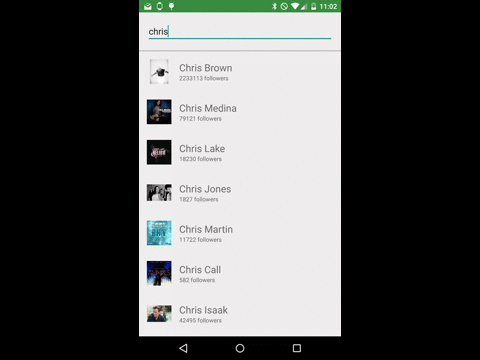 11:02
chris
Chris Brown
2233113 followers
Chris Medina
79121 followers
Chris Lake
18230 followers
Chris Jones
1827 followers
Chris Martin
11722 followers
Chris Call
582 followers
Chris Isaak
42495 followers